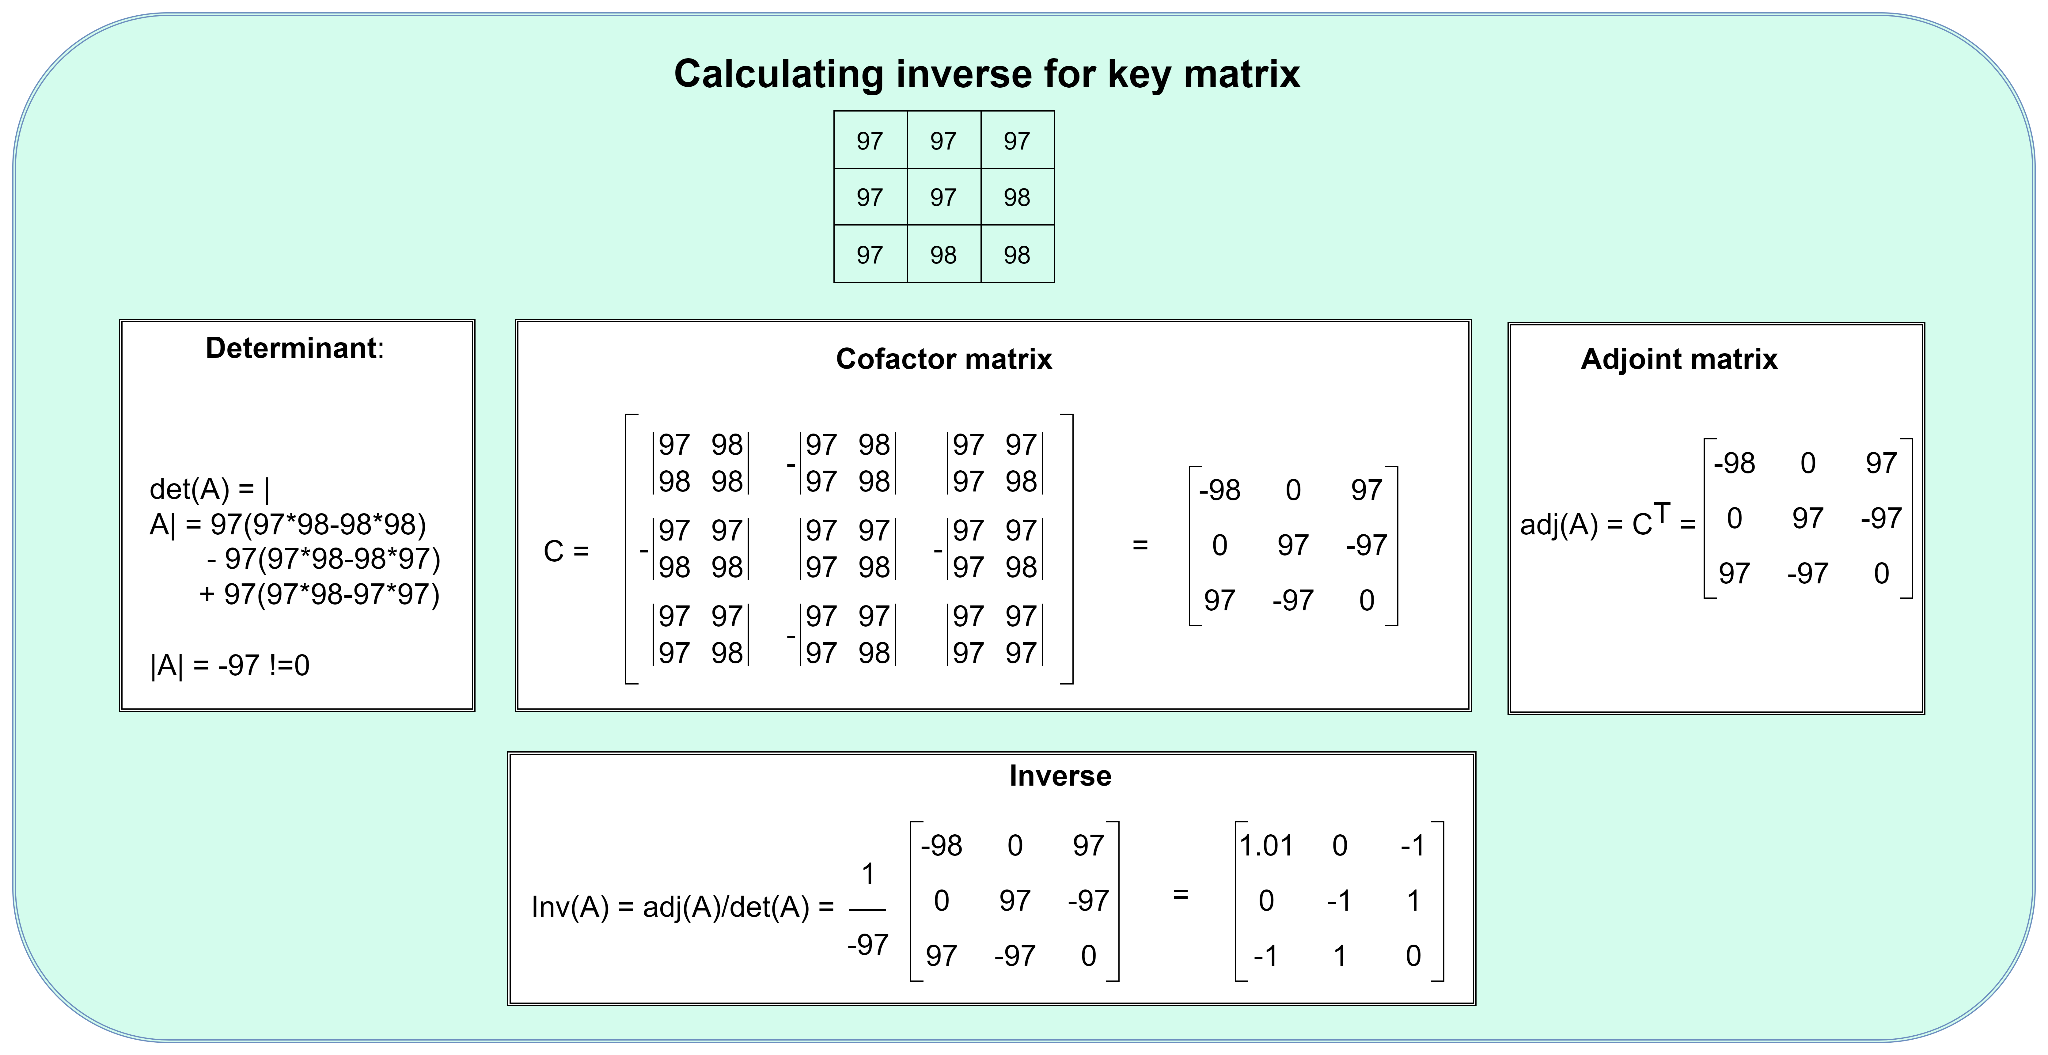 Calculating inverse for key matrix
97 97 97
97 97 98
97 98 98
Determinant:
det(A) = |
A| = 97(97*98-98*98)
- 97(97*98-98*97)
+ 97(97*98-97*97)
|A| = -97 !=0
Cofactor matrix
C =
|97 98| -|97 98| |97 97|
|98 98| |97 98| |97 98|
-|97 97| |97 97| -|97 97|
|98 98| |97 98| |97 98|
|97 97| -|97 97| |97 97|
|97 98| |97 98| |97 97|
=
-98 0 97
0 97 -97
97 -97 0
Adjoint matrix
adj(A) = C^T =
-98 0 97
0 97 -97
97 -97 0
Inverse
Inv(A) = adj(A)/det(A) =
1
-97
-98 0 97
0 97 -97
97 -97 0
=
1.01 0 -1
0 -1 1
-1 1 0